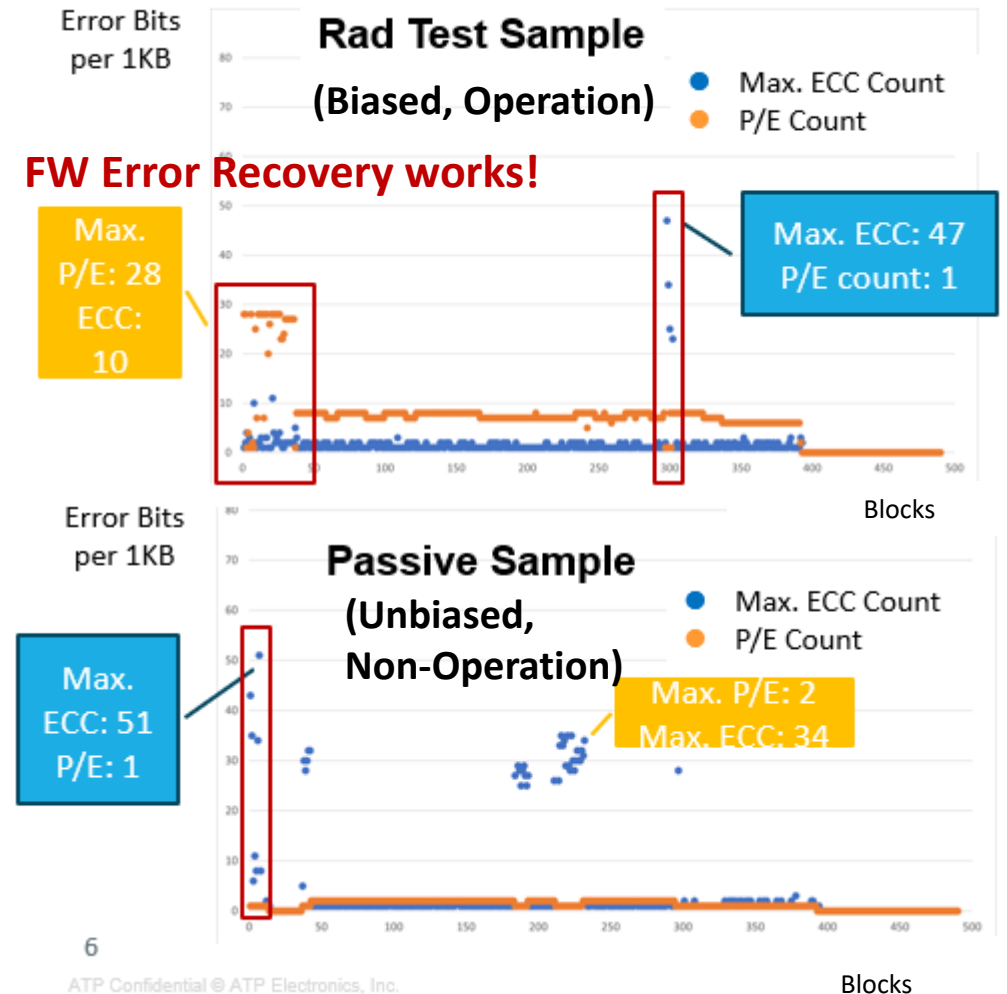 Error Bits
per 1KB
Rad Test Sample
(Biased, Operation)
Max. ECC Count
P/E Count
FW Error Recovery works!
Max.
P/E: 28
ECC:
10
Max. ECC: 47
P/E count: 1
80
70
60
50
40
30
20
10
0
0 50 100 150 200 250 300 350 400 450 500
Blocks
Error Bits
per 1KB
Passive Sample
(Unbiased,
Non-Operation)
Max. ECC Count
P/E Count
Max.
ECC: 51
P/E: 1
Max. P/E: 2
Max. ECC: 34
80
70
60
50
40
30
20
10
0
0 50 100 150 200 250 300 350 400 450 500
Blocks
6
ATP Confidential © ATP Electronics, Inc.